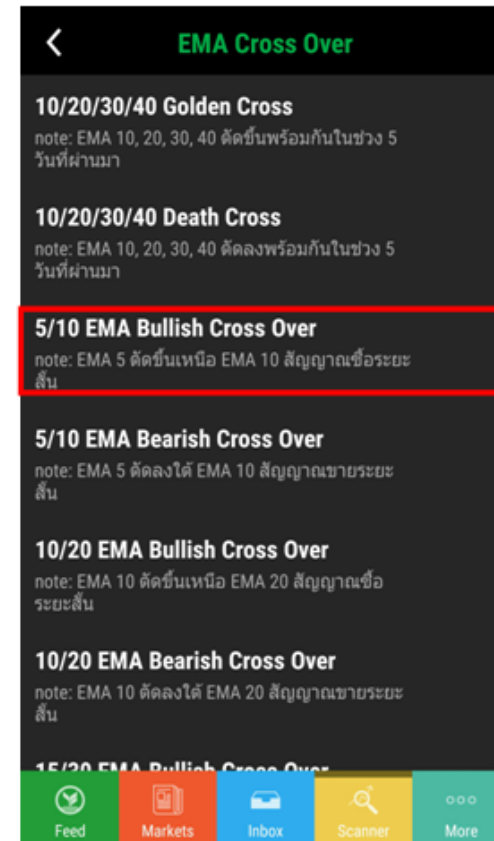 EMA Cross Over
10/20/30/40 Golden Cross
note: EMA 10, 20, 30, 40 ตัดขึ้นพร้อมกันในช่วง 5
วันที่ผ่านมา
10/20/30/40 Death Cross
note: EMA 10, 20, 30, 40 ตัดลงพร้อมกันในช่วง 5
วันที่ผ่านมา
5/10 EMA Bullish Cross Over
note: EMA 5 ตัดขึ้นเหนือ EMA 10 สัญญาณซื้อระยะ
สั้น
5/10 EMA Bearish Cross Over
note: EMA 5 ตัดลงใต้ EMA 10 สัญญาณขายระยะ
สั้น
10/20 EMA Bullish Cross Over
note: EMA 10 ตัดขึ้นเหนือ EMA 20 สัญญาณซื้อ
ระยะสั้น
10/20 EMA Bearish Cross Over
note: EMA 10 ตัดลงใต้ EMA 20 สัญญาณขายระยะ
สั้น
15/30 EMA Bullish Cross Over
Feed Markets Inbox Scanner More